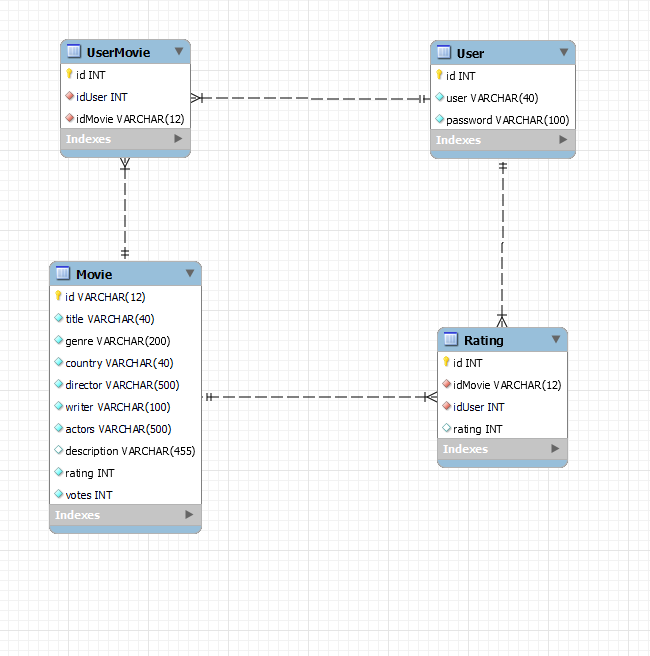 UserMovie
id INT
idUser INT
idMovie VARCHAR(12)
Indexes
User
id INT
user VARCHAR(40)
password VARCHAR(100)
Indexes
Movie
id VARCHAR(12)
title VARCHAR(40)
genre VARCHAR(200)
country VARCHAR(40)
director VARCHAR(500)
writer VARCHAR(100)
actors VARCHAR(500)
description VARCHAR(455)
rating INT
votes INT
Indexes
Rating
id INT
idMovie VARCHAR(12)
idUser INT
rating INT
Indexes